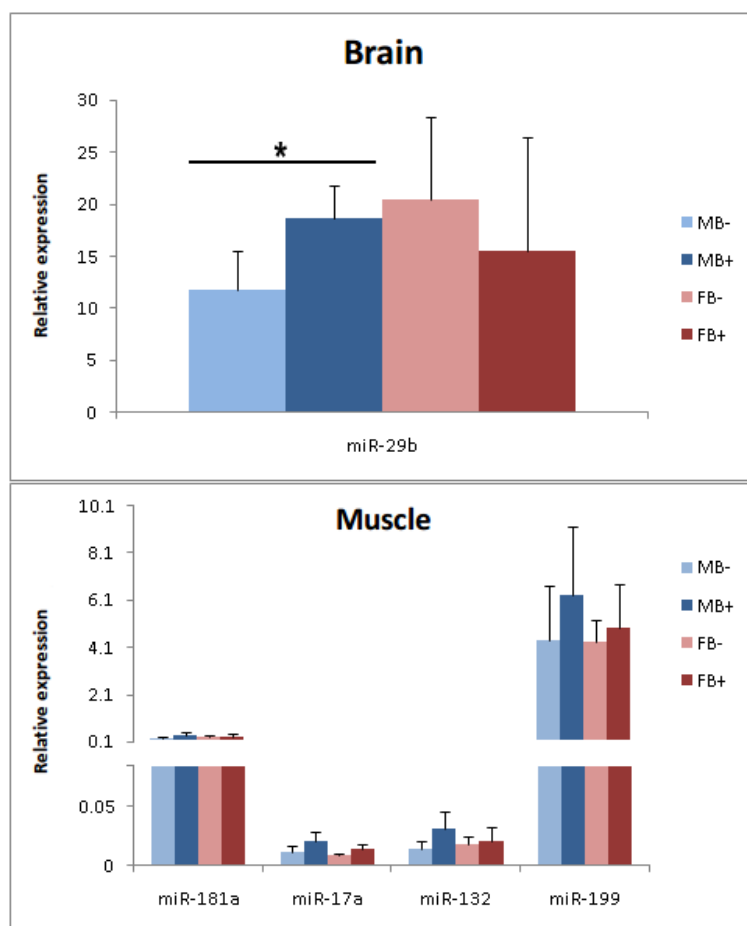 Brain
Relative expression
30
25
20
15
10
5
0
*
miR-29b
MB-
MB+
FB-
FB+
Muscle
Relative expression
10.1
8.1
6.1
4.1
2.1
0.1
0.05
0
miR-181a miR-17a miR-132 miR-199
MB-
MB+
FB-
FB+